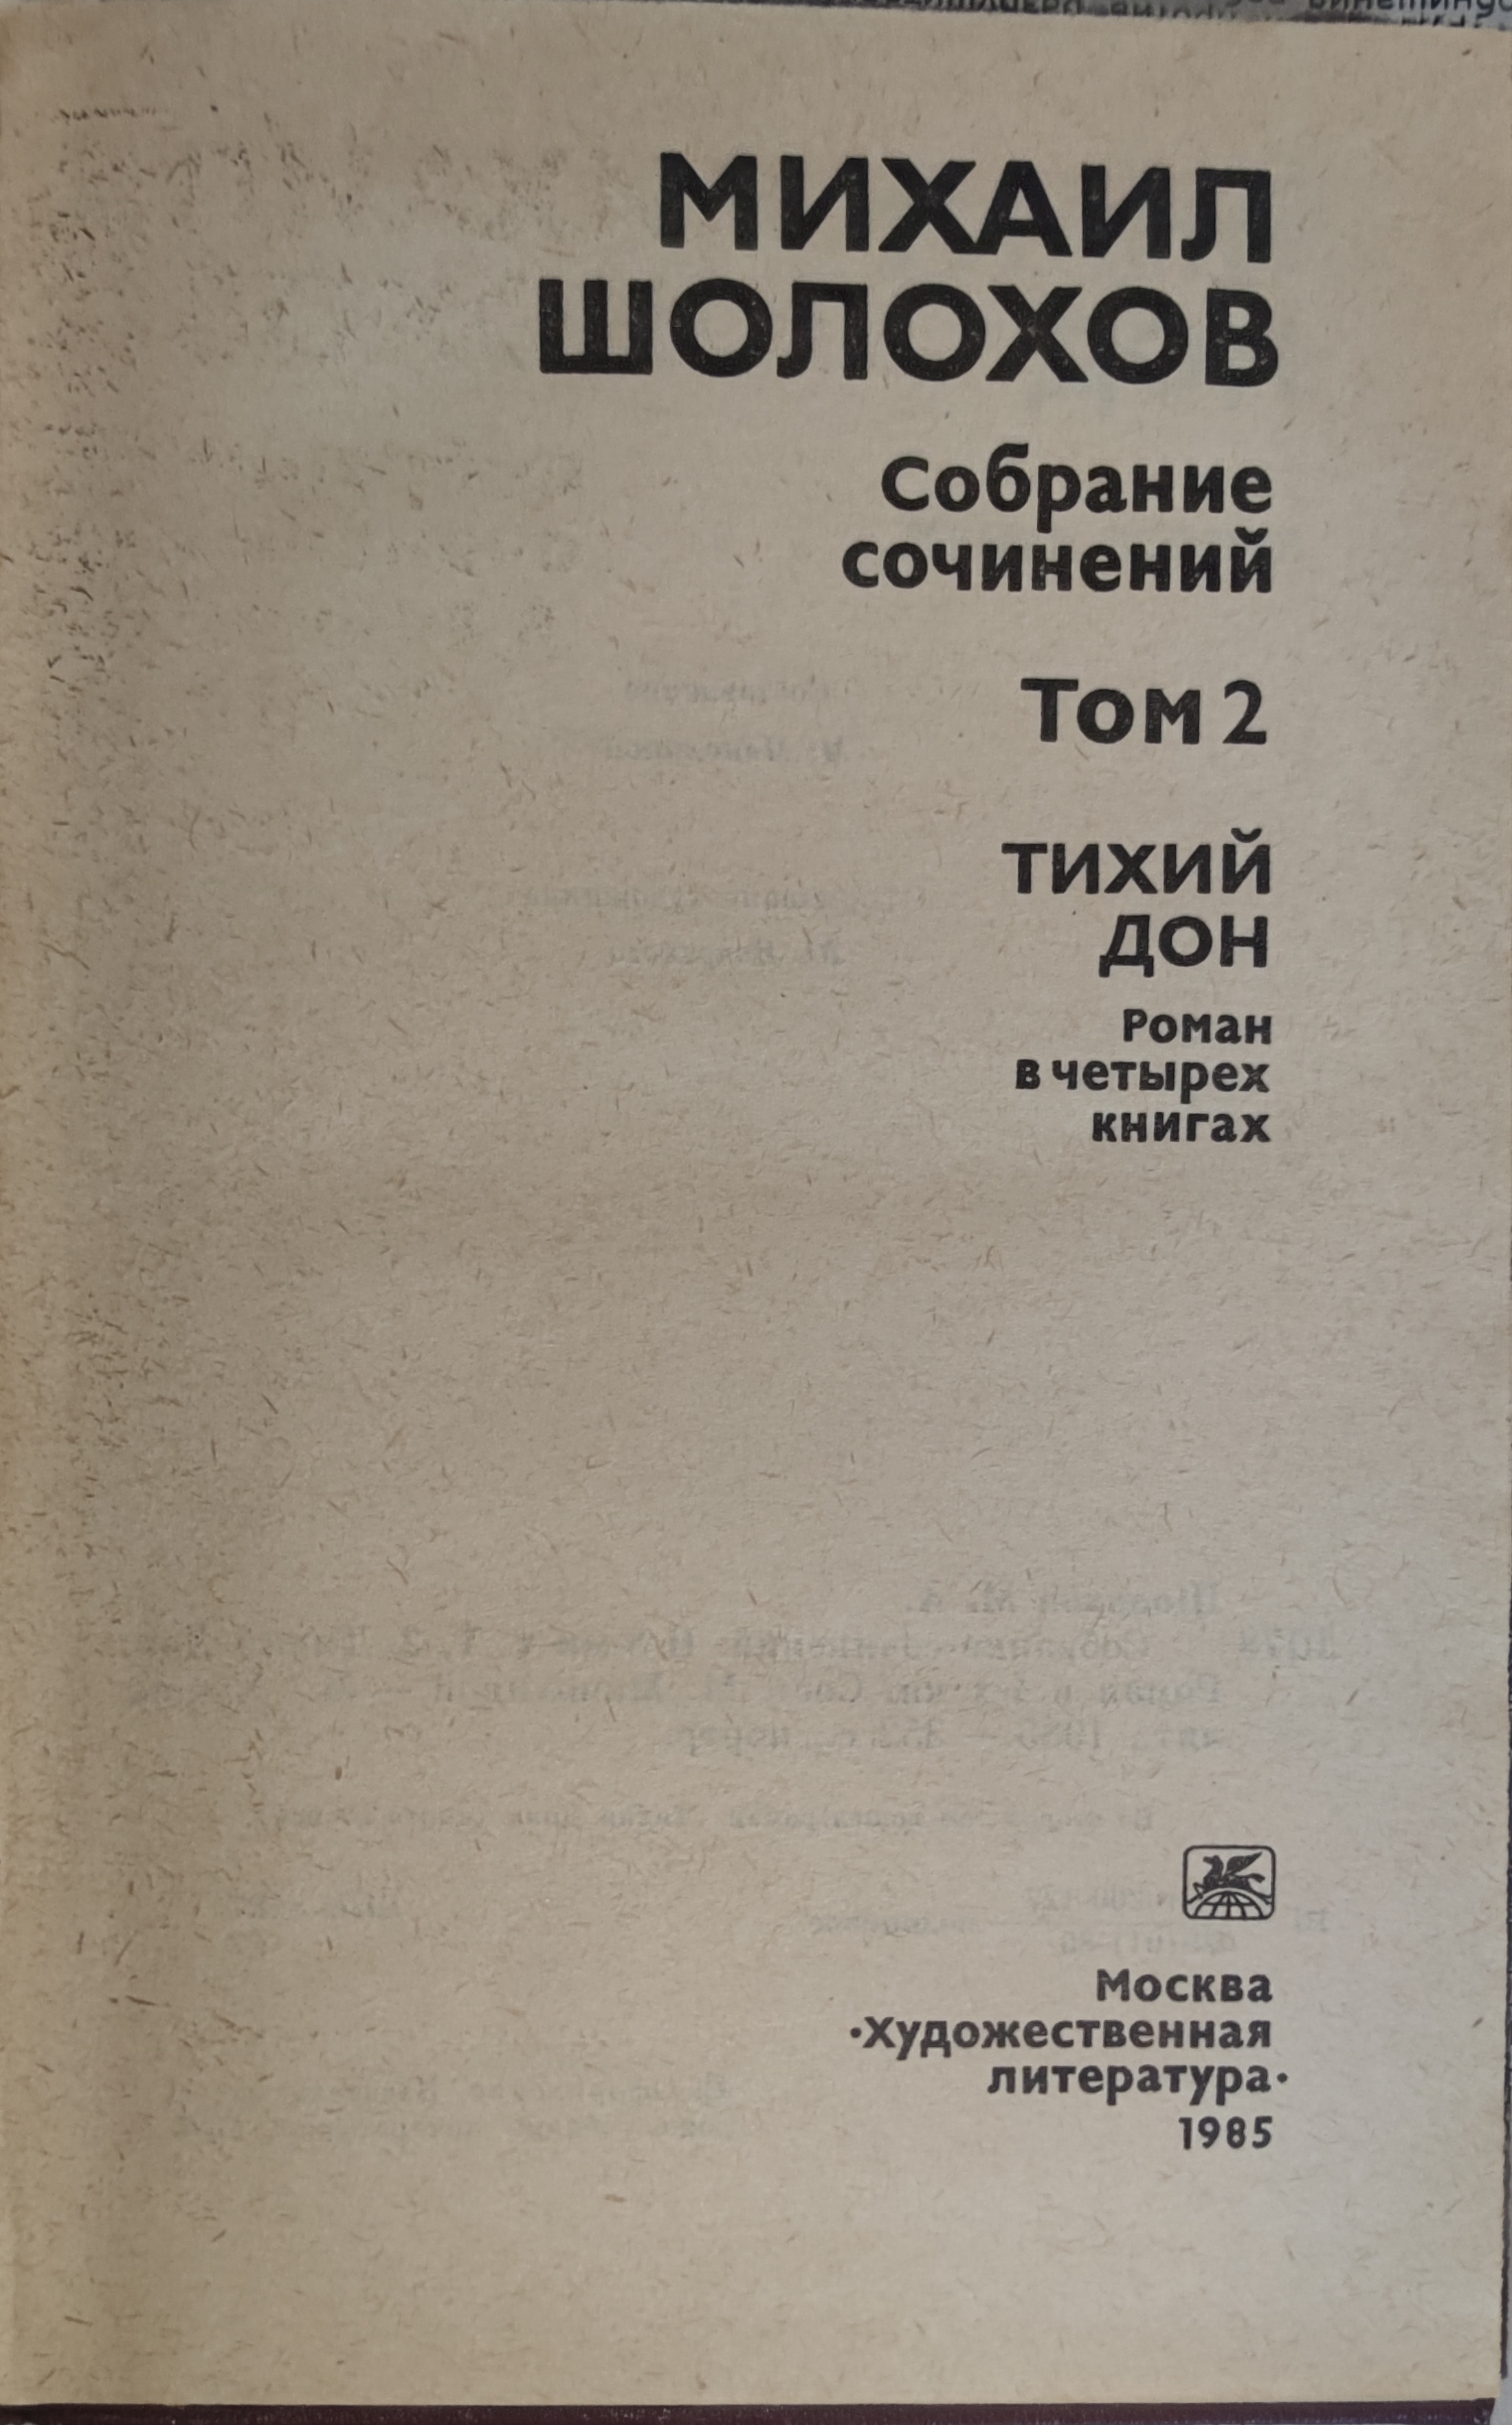 МИХАИЛ
ШОЛОХОВ
Собрание
сочинений
Том 2
ТИХИЙ
ДОН
Роман
в четырех
книгах
Москва
•Художественная
литература•
1985